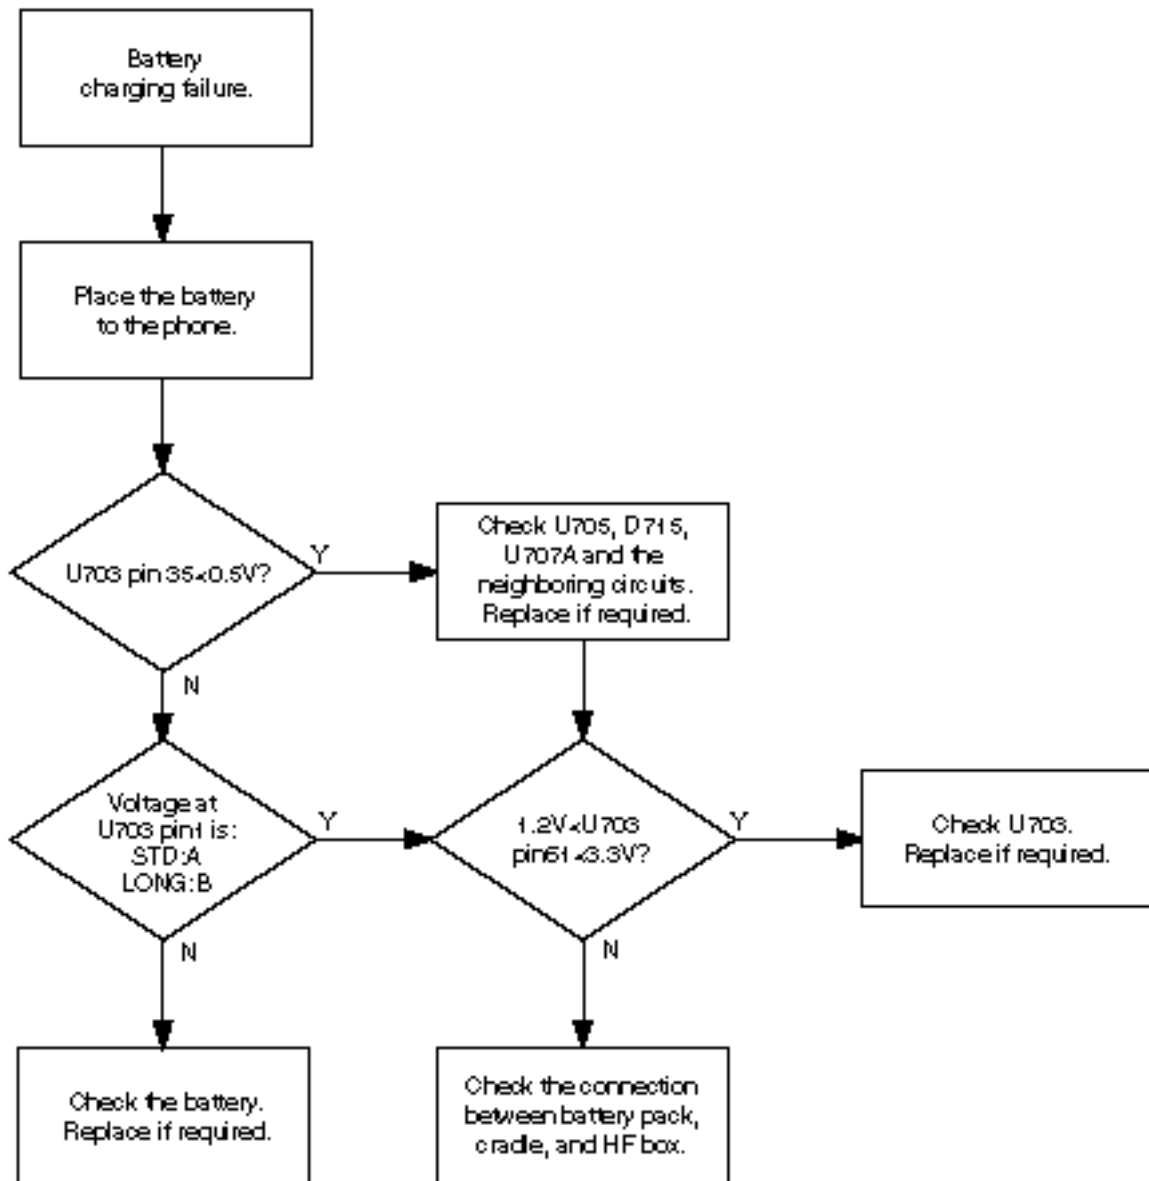 Battery
charging failure.
Place the battery
to the phone.
U703 pin 35<0.5V?
Y
Check U705, D715,
U707A and the
neighboring circuits.
Replace if required.
N
Voltage at
U703 pin1 is:
STD:A
LONG:B
Y
1.2V<U703
pin61<3.3V?
Y
Check U703.
Replace if required.
N
N
Check the battery.
Replace if required.
Check the connection
between battery pack,
cradle, and HF box.